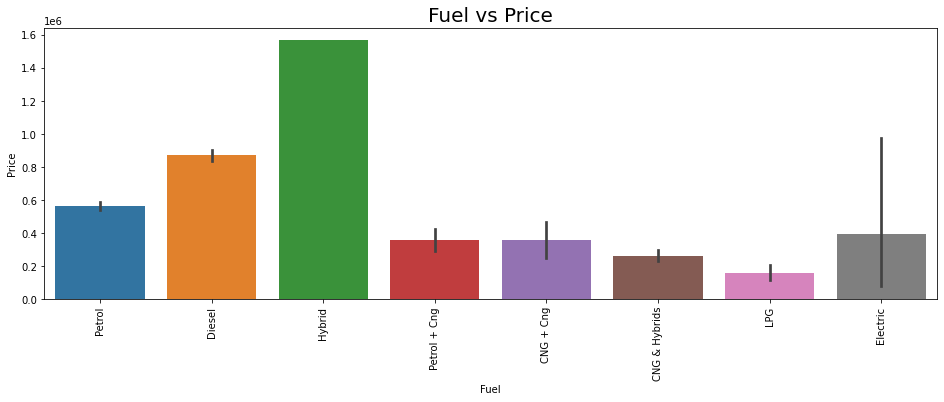 Fuel vs Price
1e6
1.6
1.4
1.2
1.0
0.8
0.6
0.4
0.2
0.0
Price
Petrol
Diesel
Hybrid
Petrol + Cng
CNG + Cng
CNG & Hybrids
LPG
Electric
Fuel